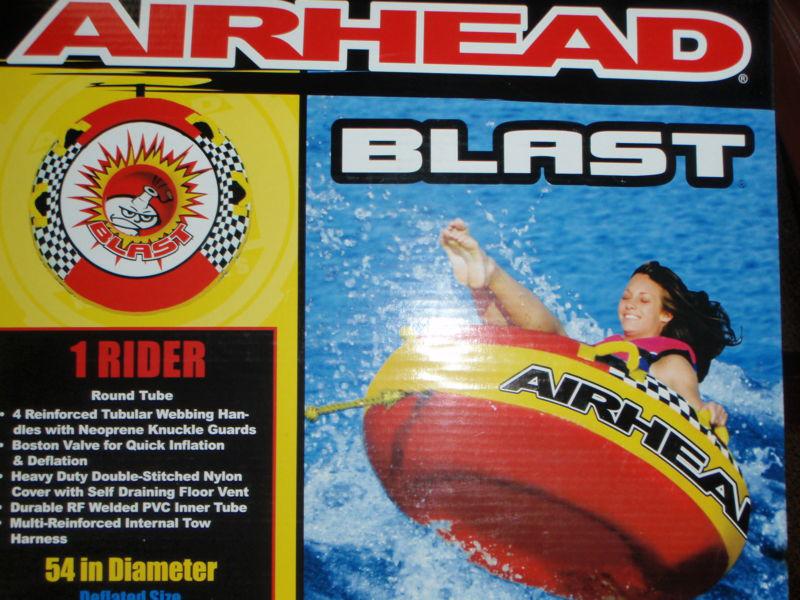 AIRHEAD®
BLAST
BLAST
1 RIDER
Round Tube
• 4 Reinforced Tubular Webbing Han-
dles with Neoprene Knuckle Guards
• Boston Valve for Quick Inflation
& Deflation
• Heavy Duty Double-Stitched Nylon
Cover with Self Draining Floor Vent
• Durable RF Welded PVC Inner Tube
• Multi-Reinforced Internal Tow
Harness
54 in Diameter
Deflated Size
AIRHEA